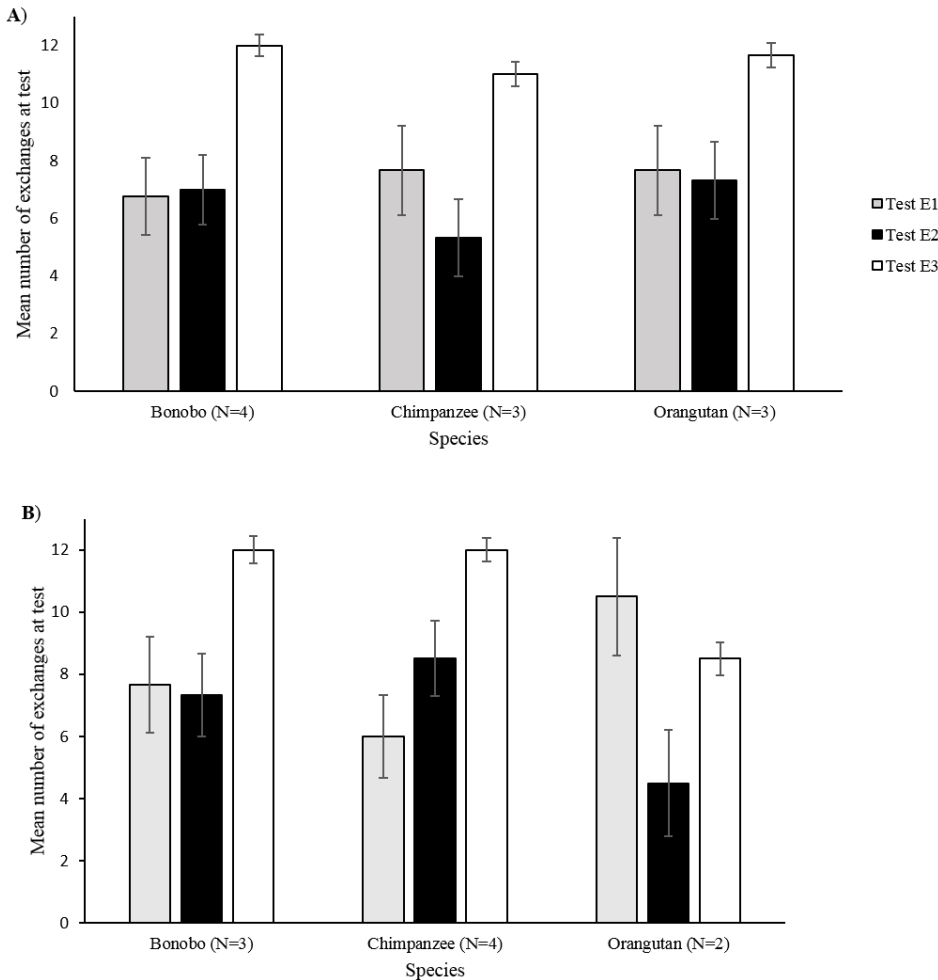 A)
Mean number of exchanges at test
12
10
8
6
4
2
0
Bonobo (N=4) Chimpanzee (N=3) Orangutan (N=3)
Species
Test E1
Test E2
Test E3
B)
Mean number of exchanges at test
12
10
8
6
4
2
0
Bonobo (N=3) Chimpanzee (N=4) Orangutan (N=2)
Species